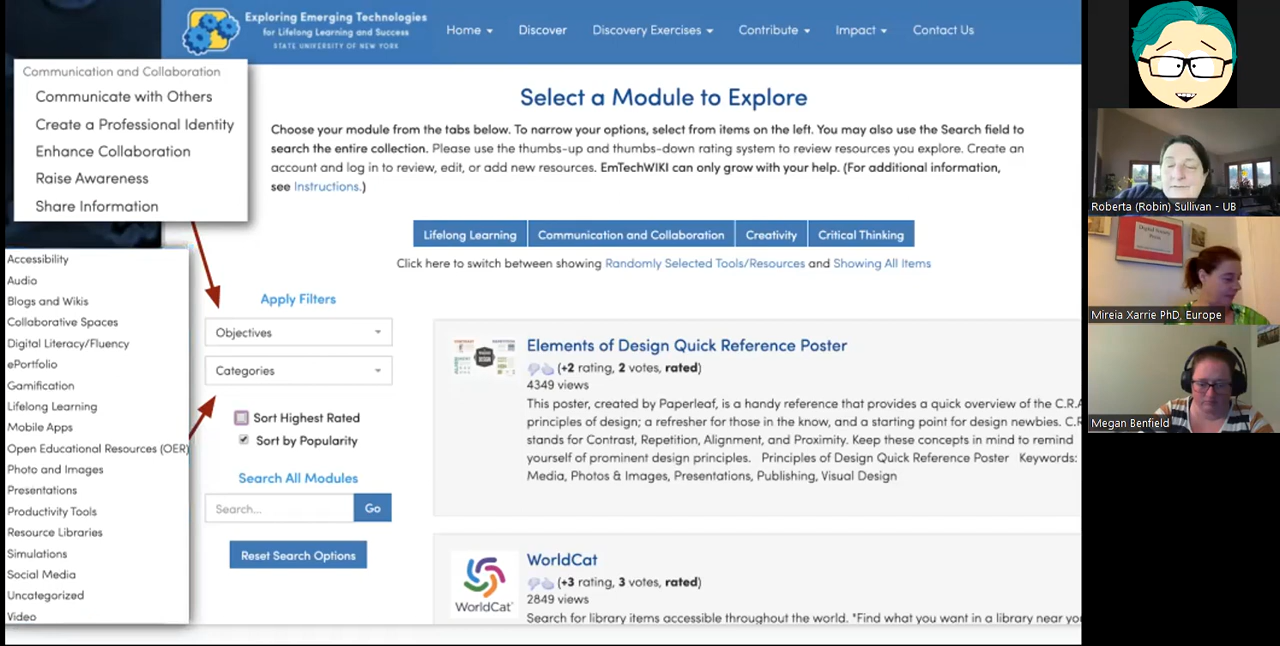 Exploring Emerging Technologies
for Lifelong Learning and Success
STATE UNIVERSITY OF NEW YORK
Home
Discover
Discovery Exercises
Contribute
Impact
Contact Us
Communication and Collaboration
Communicate with Others
Create a Professional Identity
Enhance Collaboration
Raise Awareness
Share Information
Select a Module to Explore
Choose your module from the tabs below. To narrow your options, select from items on the left. You may also use the Search field to
search the entire collection. Please use the thumbs-up and thumbs-down rating system to review resources you explore. Create an
account and log in to review, edit, or add new resources. EmTechWIKI can only grow with your help. (For additional information,
see Instructions.)
Lifelong Learning
Communication and Collaboration
Creativity
Critical Thinking
Click here to switch between showing Randomly Selected Tools/Resources and Showing All Items
Accessibility
Audio
Blogs and Wikis
Collaborative Spaces
Digital Literacy/Fluency
ePortfolio
Gamification
Lifelong Learning
Mobile Apps
Open Educational Resources (OER)
Photo and Images
Presentations
Productivity Tools
Resource Libraries
Simulations
Social Media
Uncategorized
Video
Apply Filters
Objectives
Categories
Sort Highest Rated
Sort by Popularity
Search All Modules
Search...
Go
Reset Search Options
Elements of Design Quick Reference Poster
(+2 rating, 2 votes, rated)
4349 views
This poster, created by Paperleaf, is a handy reference that provides a quick overview of the C.R.A
principles of design; a refresher for those in the know, and a starting point for design newbies. C.R
stands for Contrast, Repetition, Alignment, and Proximity. Keep these concepts in mind to remind
yourself of prominent design principles. Principles of Design Quick Reference Poster Keywords:
Media, Photos & Images, Presentations, Publishing, Visual Design
WorldCat
WorldCat
(+3 rating, 3 votes, rated)
2849 views
Search for library items accessible throughout the world. "Find what you want in a library near you
Roberta (Robin) Sullivan - UB
Digital Society
Mireia Xarrie PhD, Europe
Megan Benfield